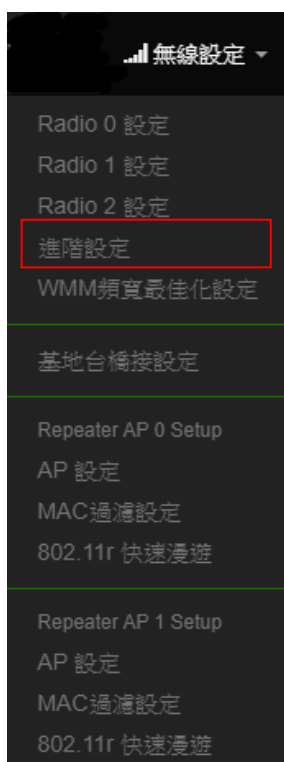 無線設定
Radio 0 設定
Radio 1 設定
Radio 2 設定
進階設定
WMM頻寬最佳化設定
基地台橋接設定
Repeater AP 0 Setup
AP 設定
MAC過濾設定
802.11r 快速漫遊
Repeater AP 1 Setup
AP 設定
MAC過濾設定
802.11r 快速漫遊